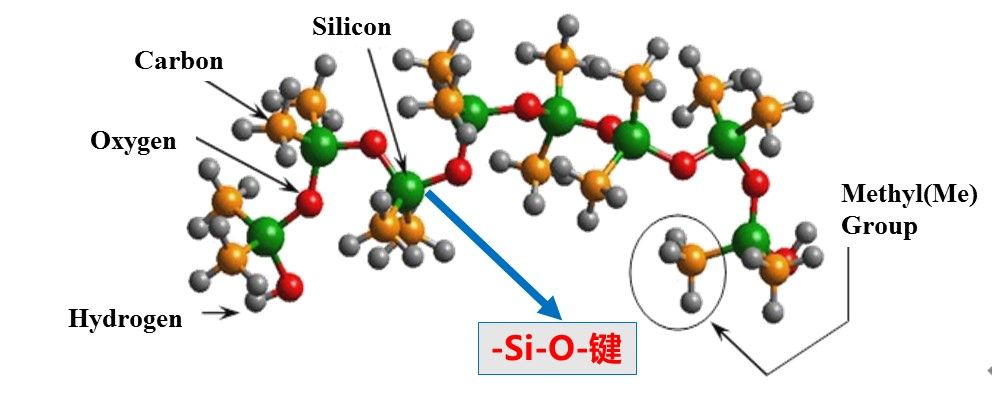 Silicon
Carbon
Oxygen
Methyl(Me)
Group
Hydrogen
-Si-O-键